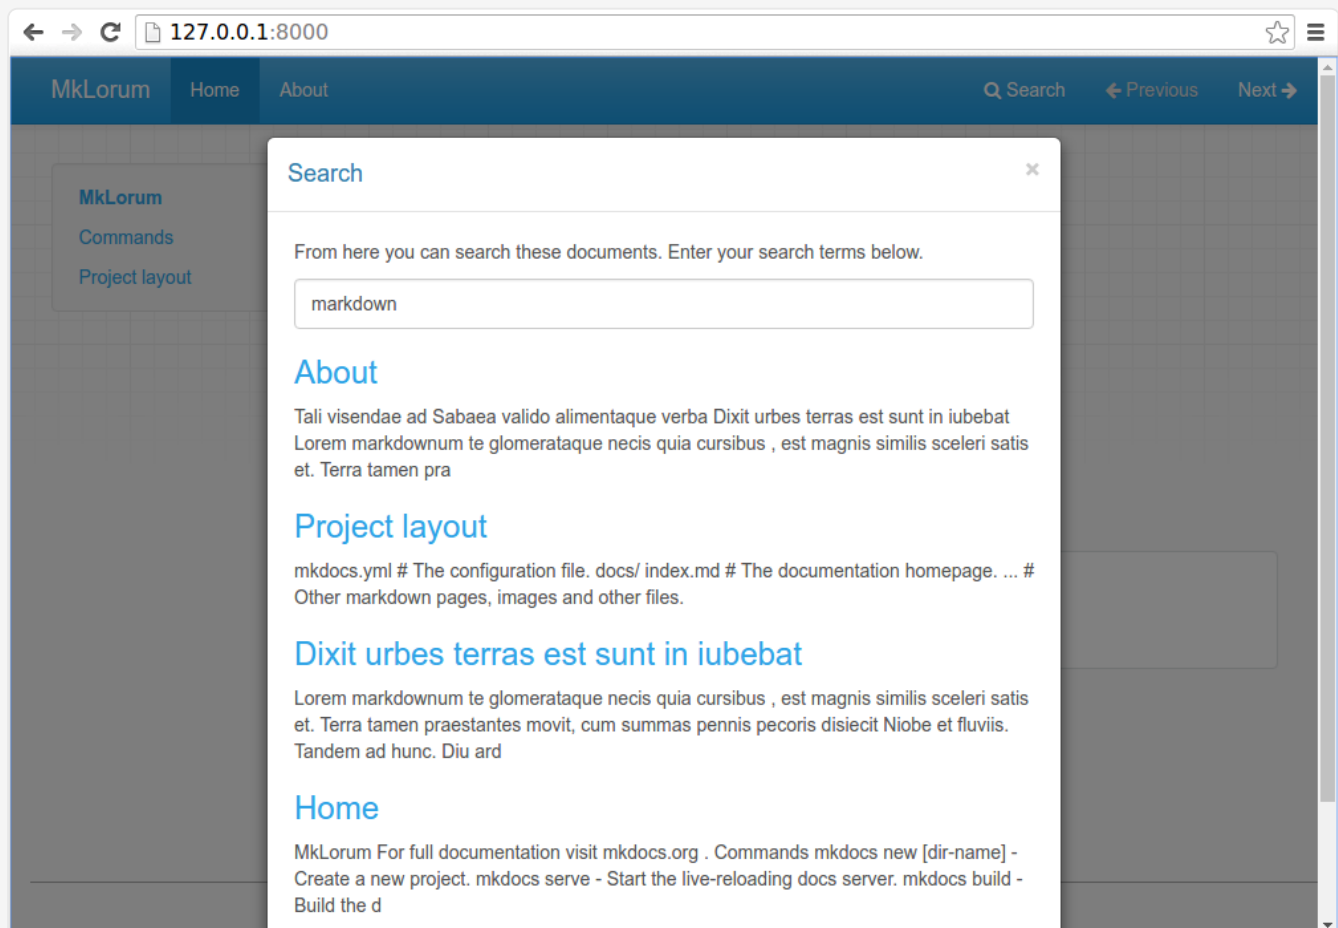 127.0.0.1:8000
MkLorum Home About Search Previous Next
Search ×
MkLorum
Commands
Project layout
From here you can search these documents. Enter your search terms below.
markdown
About
Tali visendae ad Sabaea valido alimentaque verba Dixit urbes terras est sunt in iubebat
Lorem markdownum te glomerataque necis quia cursibus , est magnis similis sceleri satis
et. Terra tamen pra
Project layout
mkdocs.yml # The configuration file. docs/ index.md # The documentation homepage. ... #
Other markdown pages, images and other files.
Dixit urbes terras est sunt in iubebat
Lorem markdownum te glomerataque necis quia cursibus , est magnis similis sceleri satis
et. Terra tamen praestantes movit, cum summas pennis pecoris disiecit Niobe et fluviis.
Tandem ad hunc. Diu ard
Home
MkLorum For full documentation visit mkdocs.org . Commands mkdocs new [dir-name] -
Create a new project. mkdocs serve - Start the live-reloading docs server. mkdocs build -
Build the d